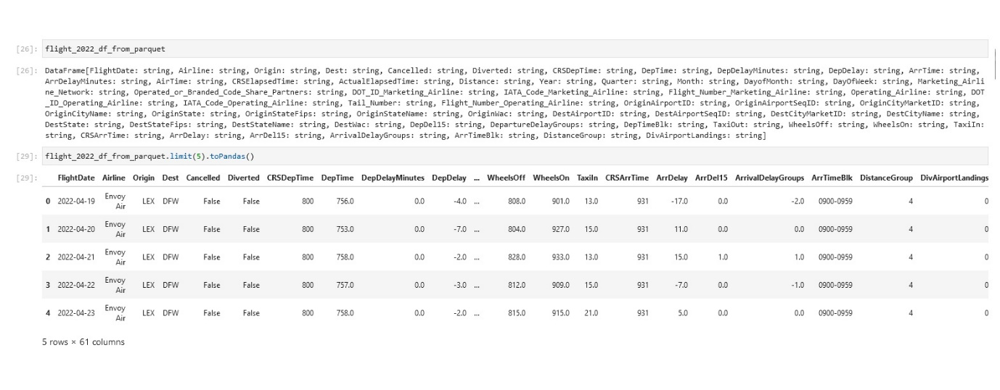 [26]: flight_2022_df_from_parquet
[26]: DataFrame[FlightDate: string, Airline: string, Origin: string, Dest: string, Cancelled: string, Diverted: string, CRSDepTime: string, DepTime: string, DepDelayMinutes: string, DepDelay: string, ArrTime: string,
ArrDelayMinutes: string, AirTime: string, CRSElapsedTime: string, ActualElapsedTime: string, Distance: string, Year: string, Quarter: string, Month: string, DayofMonth: string, DayOfWeek: string, Marketing_Airli
ne_Network: string, Operated_or_Branded_Code_Share_Partners: string, DOT_ID_Marketing_Airline: string, IATA_Code_Marketing_Airline: string, Flight_Number_Marketing_Airline: string, Operating_Airline: string, DOT
_ID_Operating_Airline: string, IATA_Code_Operating_Airline: string, Tail_Number: string, Flight_Number_Operating_Airline: string, OriginAirportID: string, OriginAirportSeqID: string, OriginCityMarketID: string,
OriginCityName: string, OriginState: string, OriginStateFips: string, OriginStateName: string, OriginWac: string, DestAirportID: string, DestAirportSeqID: string, DestCityMarketID: string, DestCityName: string,
DestState: string, DestStateFips: string, DestStateName: string, DestWac: string, DepDel15: string, DepartureDelayGroups: string, DepTimeBlk: string, TaxiOut: string, WheelsOff: string, WheelsOn: string, TaxiIn:
string, CRSArrTime: string, ArrDelay: string, ArrDel15: string, ArrivalDelayGroups: string, ArrTimeBlk: string, DistanceGroup: string, DivAirportLandings: string]
[29]: flight_2022_df_from_parquet.limit(5).toPandas()
[29]: FlightDate Airline Origin Dest Cancelled Diverted CRSDepTime DepTime DepDelayMinutes DepDelay ... WheelsOff WheelsOn TaxiIn CRSArrTime ArrDelay ArrDel15 ArrivalDelayGroups ArrTimeBlk DistanceGroup DivAirportLandings
0 2022-04-19 Envoy Air LEX DFW False False 800 756.0 0.0 -4.0 ... 808.0 901.0 13.0 931 -17.0 0.0 -2.0 0900-0959 4 0
1 2022-04-20 Envoy Air LEX DFW False False 800 753.0 0.0 -7.0 ... 804.0 927.0 15.0 931 11.0 0.0 0.0 0900-0959 4 0
2 2022-04-21 Envoy Air LEX DFW False False 800 758.0 0.0 -2.0 ... 828.0 933.0 13.0 931 15.0 1.0 1.0 0900-0959 4 0
3 2022-04-22 Envoy Air LEX DFW False False 800 757.0 0.0 -3.0 ... 812.0 909.0 15.0 931 -7.0 0.0 -1.0 0900-0959 4 0
4 2022-04-23 Envoy Air LEX DFW False False 800 758.0 0.0 -2.0 ... 815.0 915.0 21.0 931 5.0 0.0 0.0 0900-0959 4 0
5 rows × 61 columns